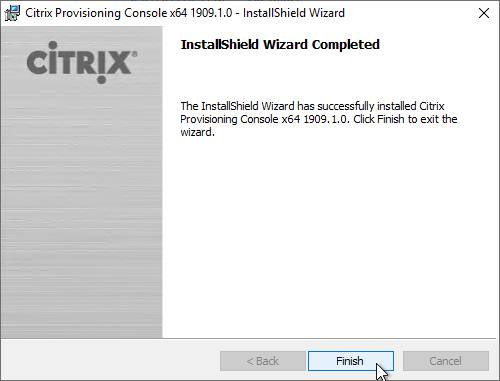 Citrix Provisioning Console x64 1909.1.0 - InstallShield Wizard
CITRIX®
InstallShield Wizard Completed
The InstallShield Wizard has successfully installed Citrix
Provisioning Console x64 1909.1.0. Click Finish to exit the
wizard.
< Back Finish Cancel